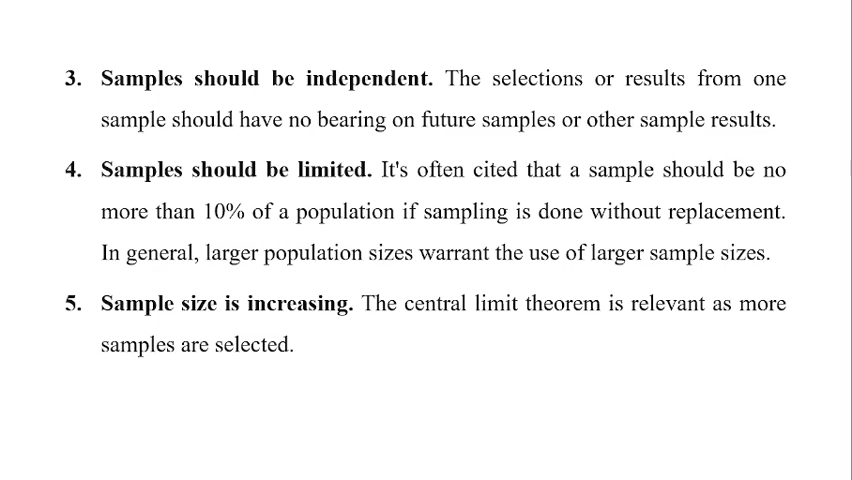 3. Samples should be independent. The selections or results from one
sample should have no bearing on future samples or other sample results.
4. Samples should be limited. It's often cited that a sample should be no
more than 10% of a population if sampling is done without replacement.
In general, larger population sizes warrant the use of larger sample sizes.
5. Sample size is increasing. The central limit theorem is relevant as more
samples are selected.